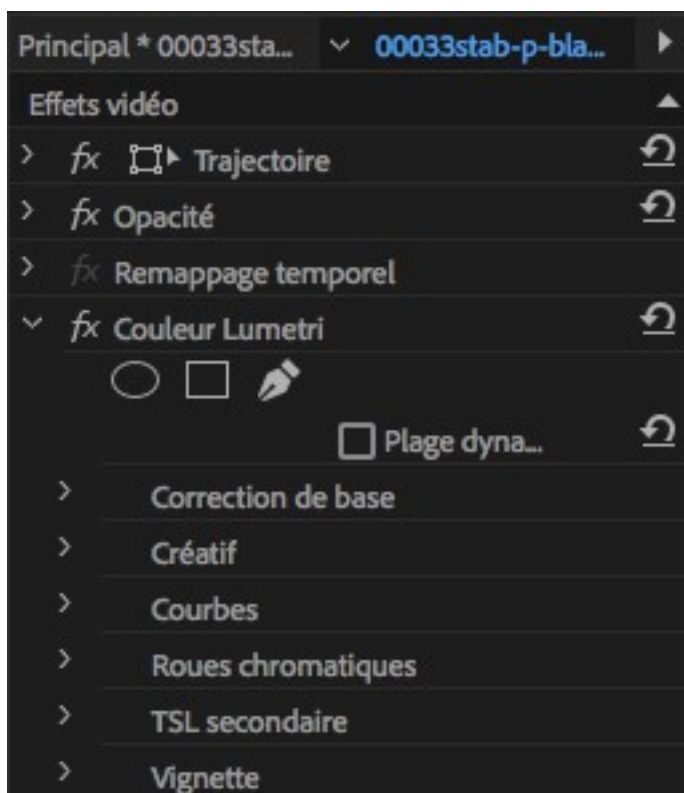 Principal * 00033sta... 00033stab-p-bla...
Effets vidéo
fx Trajectoire
fx Opacité
fx Remappage temporel
fx Couleur Lumetri
Plage dyna...
Correction de base
Créatif
Courbes
Roues chromatiques
TSL secondaire
Vignette